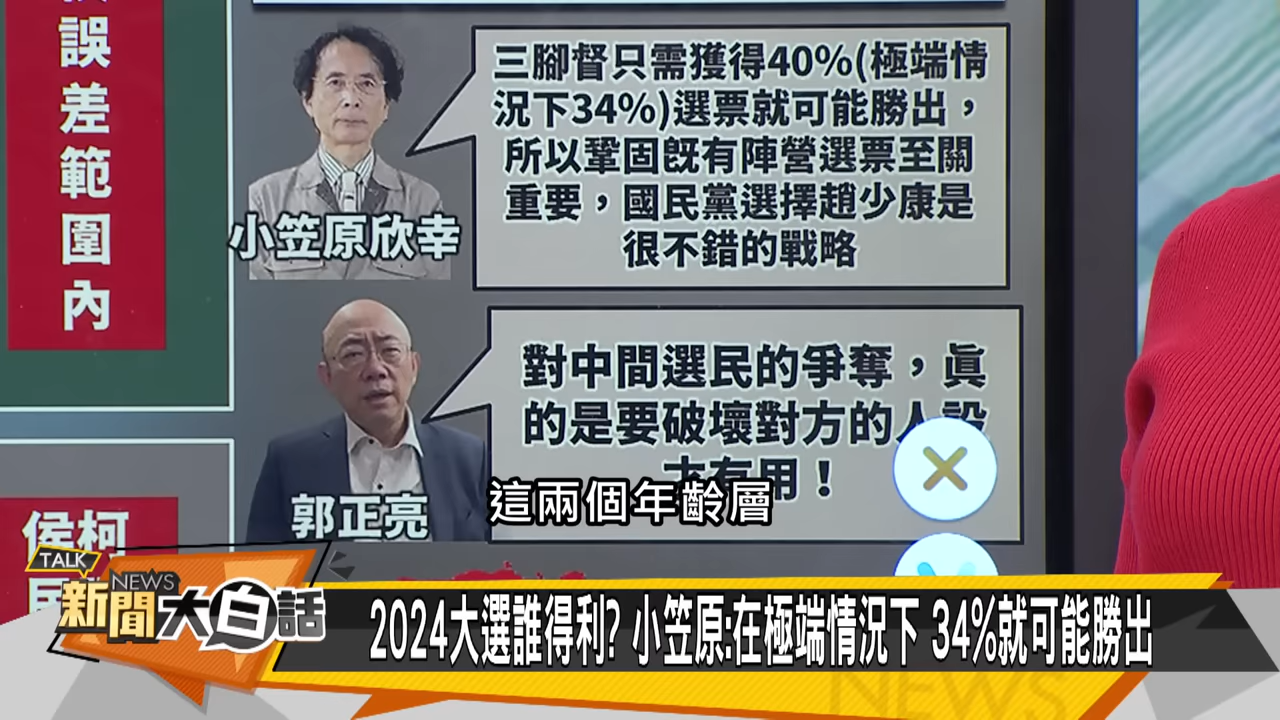 誤差範圍內
三腳督只需獲得40%(極端情
況下34%)選票就可能勝出，
所以鞏固既有陣營選票至關
重要，國民黨選擇趙少康是
很不錯的戰略
小笠原欣幸
對中間選民的爭奪，真
的是要破壞對方的人設
才有用！
郭正亮
這兩個年齡層
侯柯
TALK
NEWS
新聞大白話
2024大選誰得利? 小笠原:在極端情況下 34%就可能勝出
NEWS